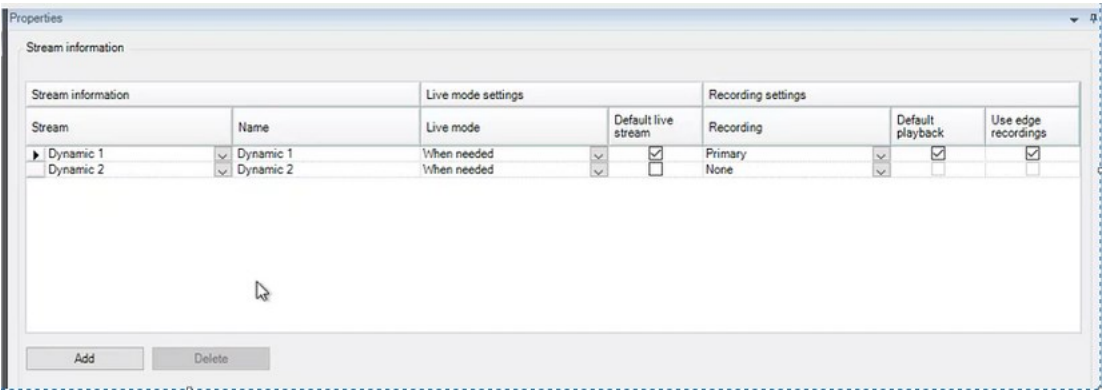 Properties
Stream information
Stream information Live mode settings Recording settings
Stream Name Live mode Default live stream Recording Default playback Use edge recordings
Dynamic 1 Dynamic 1 When needed Primary
Dynamic 2 Dynamic 2 When needed None
Add Delete